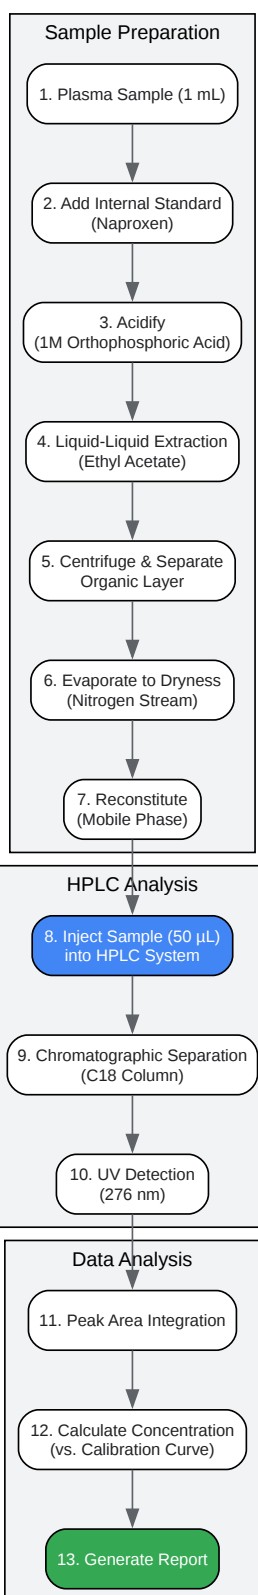 Sample Preparation
1. Plasma Sample (1 mL)
2. Add Internal Standard
(Naproxen)
3. Acidify
(1M Orthophosphoric Acid)
4. Liquid-Liquid Extraction
(Ethyl Acetate)
5. Centrifuge & Separate
Organic Layer
6. Evaporate to Dryness
(Nitrogen Stream)
7. Reconstitute
(Mobile Phase)
HPLC Analysis
8. Inject Sample (50 µL)
into HPLC System
9. Chromatographic Separation
(C18 Column)
10. UV Detection
(276 nm)
Data Analysis
11. Peak Area Integration
12. Calculate Concentration
(vs. Calibration Curve)
13. Generate Report